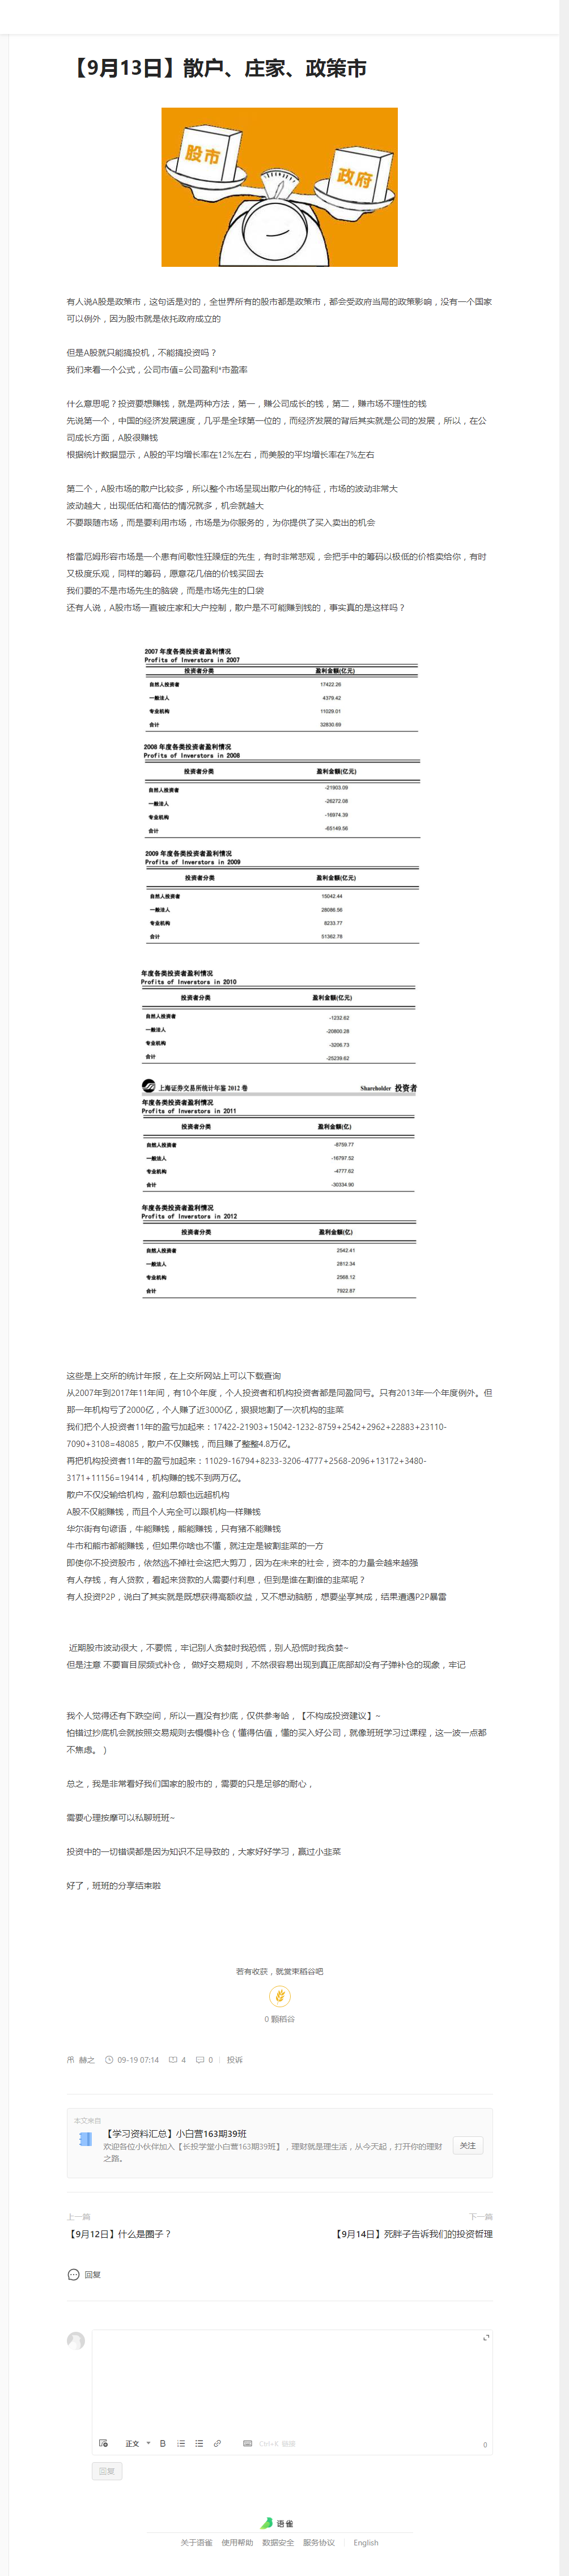 【9月13日】散户、庄家、政策市
股市
政府
有人说A股是政策市，这句话是对的，全世界所有的股市都是政策市，都会受政府当局的政策影响，没有一个国家
可以例外，因为股市就是依托政府成立的
但是A股就只能搞投机，不能搞投资吗？
我们来看一个公式，公司市值=公司盈利*市盈率
什么意思呢？投资要想赚钱，就是两种方法，第一，赚公司成长的钱，第二，赚市场不理性的钱
先说第一个，中国的经济发展速度，几乎是全球第一位的，而经济发展的背后其实就是公司的发展，所以，在公
司成长方面，A股很赚钱
根据统计数据显示，A股的平均增长率在12%左右，而美股的平均增长率在7%左右
第二个，A股市场的散户比较多，所以整个市场呈现出散户化的特征，市场的波动非常大
波动越大，出现低估和高估的情况就多，机会就越大
不要跟随市场，而是要利用市场，市场是为你服务的，为你提供了买入卖出的机会
格雷厄姆形容市场是一个患有间歇性狂躁症的先生，有时非常悲观，会把手中的筹码以极低的价格卖给你，有时
又极度乐观，同样的筹码，愿意花几倍的价钱买回去
我们要的不是市场先生的脑袋，而是市场先生的口袋
还有人说，A股市场一直被庄家和大户控制，散户是不可能赚到钱的，事实真的是这样吗？
2007 年度各类投资者盈利情况
Profits of Inverstors in 2007
投资者分类 盈利金额(亿元)
自然人投资者 17422.26
一般法人 4379.42
专业机构 11029.01
合计 32830.69
2008 年度各类投资者盈利情况
Profits of Inverstors in 2008
投资者分类 盈利金额(亿元)
自然人投资者 -21903.09
一般法人 -26272.08
专业机构 -16974.39
合计 -65149.56
2009 年度各类投资者盈利情况
Profits of Inverstors in 2009
投资者分类 盈利金额(亿元)
自然人投资者 15042.44
一般法人 28086.56
专业机构 8233.77
合计 51362.78
年度各类投资者盈利情况
Profits of Inverstors in 2010
投资者分类 盈利金额(亿元)
自然人投资者 -1232.62
一般法人 -20800.28
专业机构 -3206.73
合计 -25239.62
上海证券交易所统计年鉴 2012 卷 Shareholder 投资者
年度各类投资者盈利情况
Profits of Inverstors in 2011
投资者分类 盈利金额(亿)
自然人投资者 -8759.77
一般法人 -16797.52
专业机构 -4777.62
合计 -30334.90
年度各类投资者盈利情况
Profits of Inverstors in 2012
投资者分类 盈利金额(亿)
自然人投资者 2542.41
一般法人 2812.34
专业机构 2568.12
合计 7922.87
这些是上交所的统计年报，在上交所网站上可以下载查询
从2007年到2017年11年间，有10个年度，个人投资者和机构投资者都是同盈同亏。只有2013年一个年度例外。但
那一年机构亏了2000亿，个人赚了近3000亿，狠狠地割了一次机构的韭菜
我们把个人投资者11年的盈亏加起来：17422-21903+15042-1232-8759+2542+2962+22883+23110-
7090+3108=48085，散户不仅赚钱，而且赚了整整4.8万亿。
再把机构投资者11年的盈亏加起来：11029-16794+8233-3206-4777+2568-2096+13172+3480-
3171+11156=19414，机构赚的钱不到两万亿。
散户不仅没输给机构，盈利总额也远超机构
A股不仅能赚钱，而且个人完全可以跟机构一样赚钱
华尔街有句谚语，牛能赚钱，熊能赚钱，只有猪不能赚钱
牛市和熊市都能赚钱，但如果你啥也不懂，就注定是被割韭菜的一方
即使你不投资股市，依然逃不掉社会这把大剪刀，因为在未来的社会，资本的力量会越来越强
有人存钱，有人贷款，看起来贷款的人需要付利息，但到是谁在割谁的韭菜呢？
有人投资P2P，说白了其实就是既想获得高额收益，又不想动脑筋，想要坐享其成，结果遭遇P2P暴雷
近期股市波动很大，不要慌，牢记别人贪婪时我恐慌，别人恐慌时我贪婪~
但是注意 不要盲目尿频式补仓， 做好交易规则，不然很容易出现到真正底部却没有子弹补仓的现象，牢记
我个人觉得还有下跌空间，所以一直没有抄底，仅供参考哈，【不构成投资建议】~
怕错过抄底机会就按照交易规则去慢慢补仓（懂得估值，懂的买入好公司，就像班班学习过课程，这一波一点都
不焦虑。）
总之，我是非常看好我们国家的股市的，需要的只是足够的耐心，
需要心理按摩可以私聊班班~
投资中的一切错误都是因为知识不足导致的，大家好好学习，赢过小韭菜
好了，班班的分享结束啦
若有收获，就赏束稻谷吧
0 颗稻谷
赫之 09-19 07:14 4 0 投诉
本文来自
【学习资料汇总】小白营163期39班
欢迎各位小伙伴加入【长投学堂小白营163期39班】，理财就是理生活，从今天起，打开你的理财
之路。
关注
上一篇 下一篇
【9月12日】什么是圈子？ 【9月14日】死胖子告诉我们的投资哲理
回复
正文 B Ctrl+K 链接 0
回复
语雀
关于语雀 使用帮助 数据安全 服务协议 English